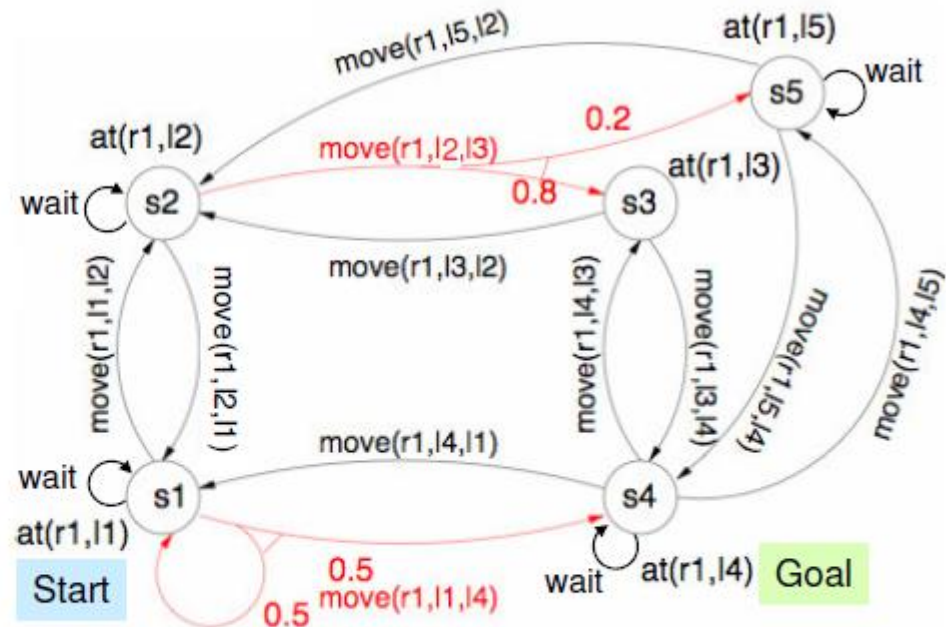 move(r1,l5,l2)
at(r1,l5)
wait
s5
0.2
at(r1,l2)
move(r1,l2,l3)
at(r1,l3)
0.8
wait
s2
s3
move(r1,l3,l2)
move(r1,l1,l2)
move(r1,l2,l1)
move(r1,l4,l3)
move(r1,l3,l4)
move(r1,l5,l4)
move(r1,l4,l5)
move(r1,l4,l1)
wait
s1
s4
at(r1,l1)
Start
0.5
0.5
move(r1,l1,l4)
wait
at(r1,l4)
Goal